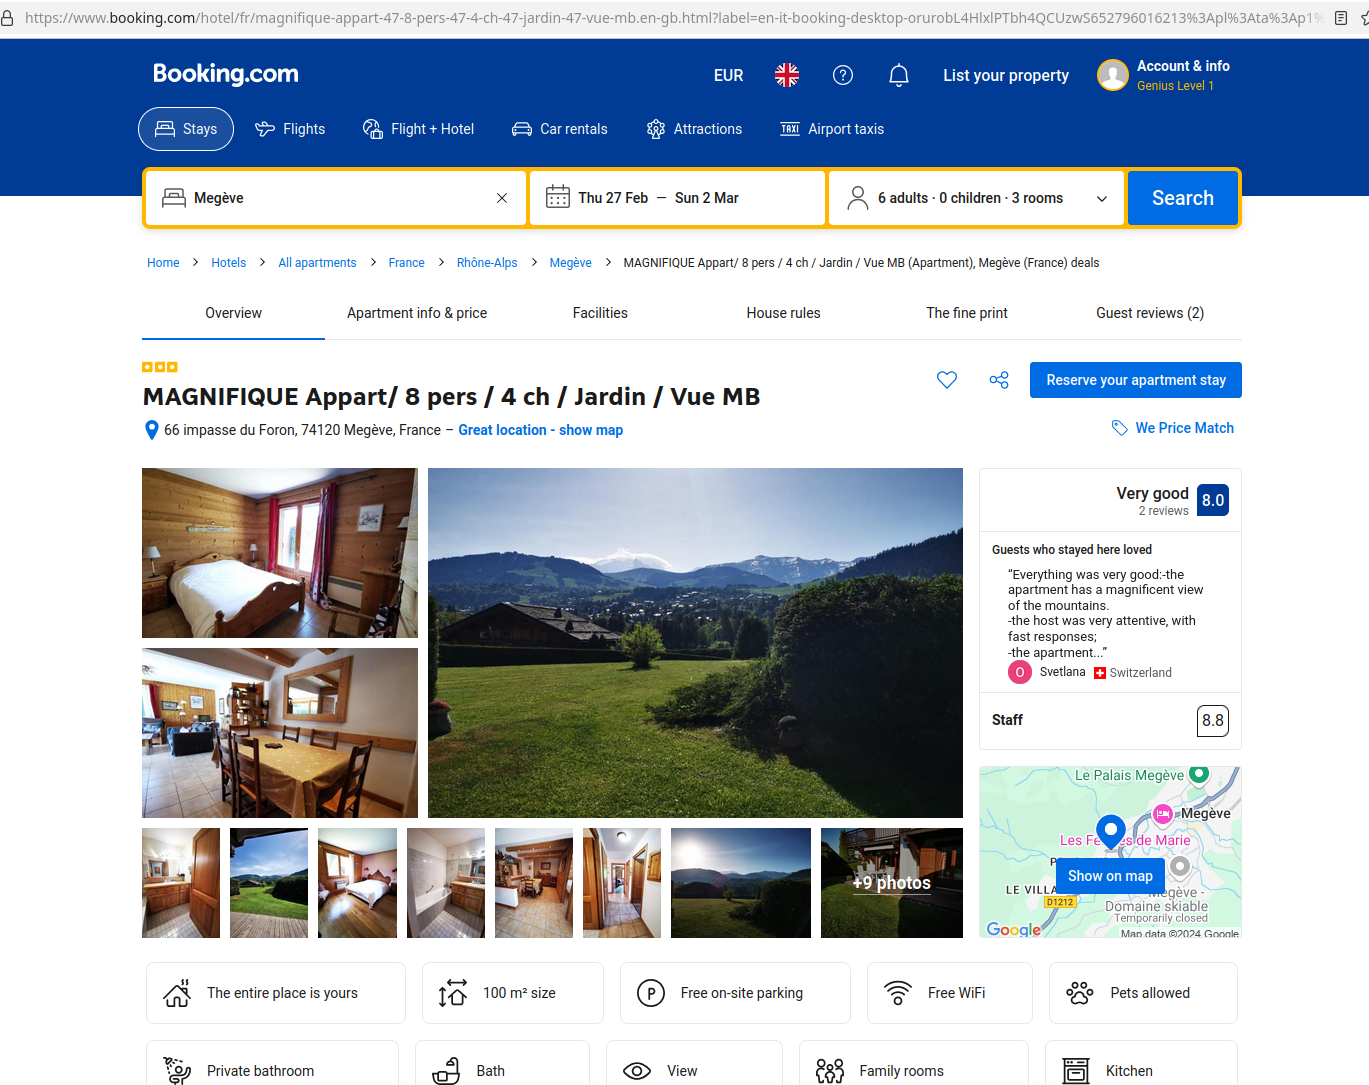 https://www.booking.com/hotel/fr/magnifique-appart-47-8-pers-47-4-ch-47-jardin-47-vue-mb.en-gb.html?label=en-it-booking-desktop-orurobL4HlxlPTbh4QCUzwS652796016213%3Apl%3Ata%3Ap1%
Booking.com
EUR
List your property
Account & info
Genius Level 1
Stays
Flights
Flight + Hotel
Car rentals
Attractions
TAXI
Airport taxis
Megève
Thu 27 Feb — Sun 2 Mar
6 adults · 0 children · 3 rooms
Search
Home > Hotels > All apartments > France > Rhône-Alps > Megève > MAGNIFIQUE Appart/ 8 pers / 4 ch / Jardin / Vue MB (Apartment), Megève (France) deals
Overview
Apartment info & price
Facilities
House rules
The fine print
Guest reviews (2)
MAGNIFIQUE Appart/ 8 pers / 4 ch / Jardin / Vue MB
Reserve your apartment stay
66 impasse du Foron, 74120 Megève, France – Great location - show map
We Price Match
Very good
8.0
2 reviews
Guests who stayed here loved
“Everything was very good:-the
apartment has a magnificent view
of the mountains.
-the host was very attentive, with
fast responses;
-the apartment...”
O
Svetlana
Switzerland
Staff
8.8
+9 photos
Le Palais Megève
Megève
Les Fe
s de Marie
Show on map
LE VILLA
D1212
Megève -
Domaine skiable
Temporarily closed
Google
Map data ©2024 Google
The entire place is yours
100 m² size
P
Free on-site parking
Free WiFi
Pets allowed
Private bathroom
Bath
View
Family rooms
Kitchen